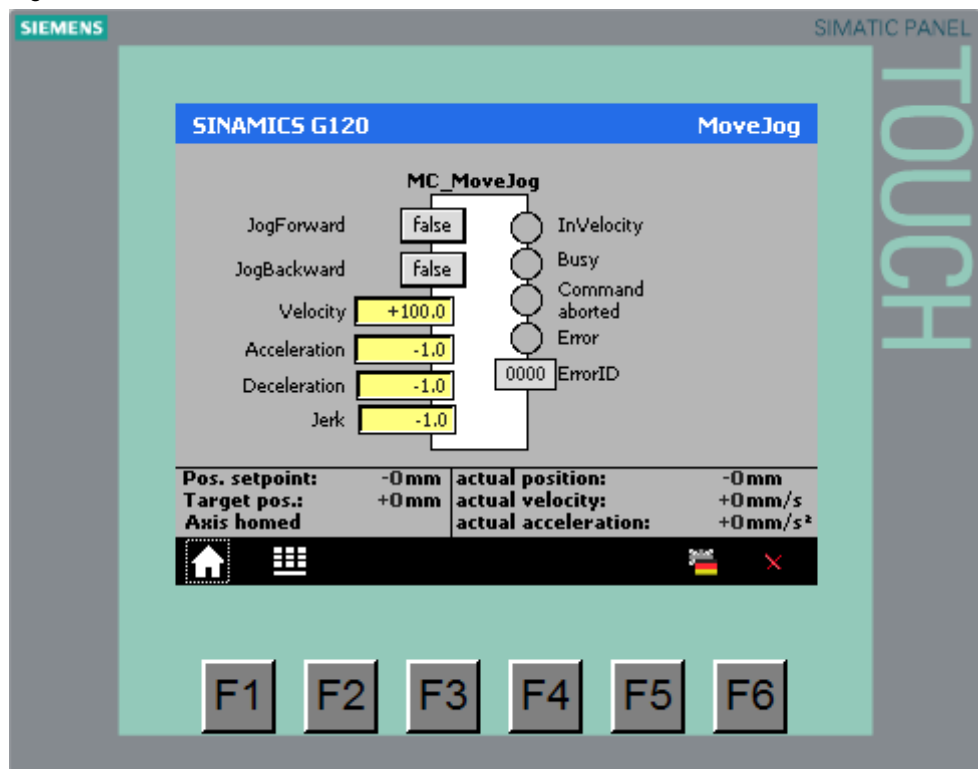 SIEMENS
SIMATIC PANEL
TOUCH
SINAMICS G120 MoveJog
MC_MoveJog
JogForward false InVelocity
JogBackward false Busy
Velocity +100.0 Command
aborted
Acceleration -1.0 Error
Deceleration -1.0 0000 ErrorID
Jerk -1.0
Pos. setpoint: -0mm actual position: -0mm
Target pos.: +0mm actual velocity: +0mm/s
Axis homed actual acceleration: +0mm/s²
F1 F2 F3 F4 F5 F6